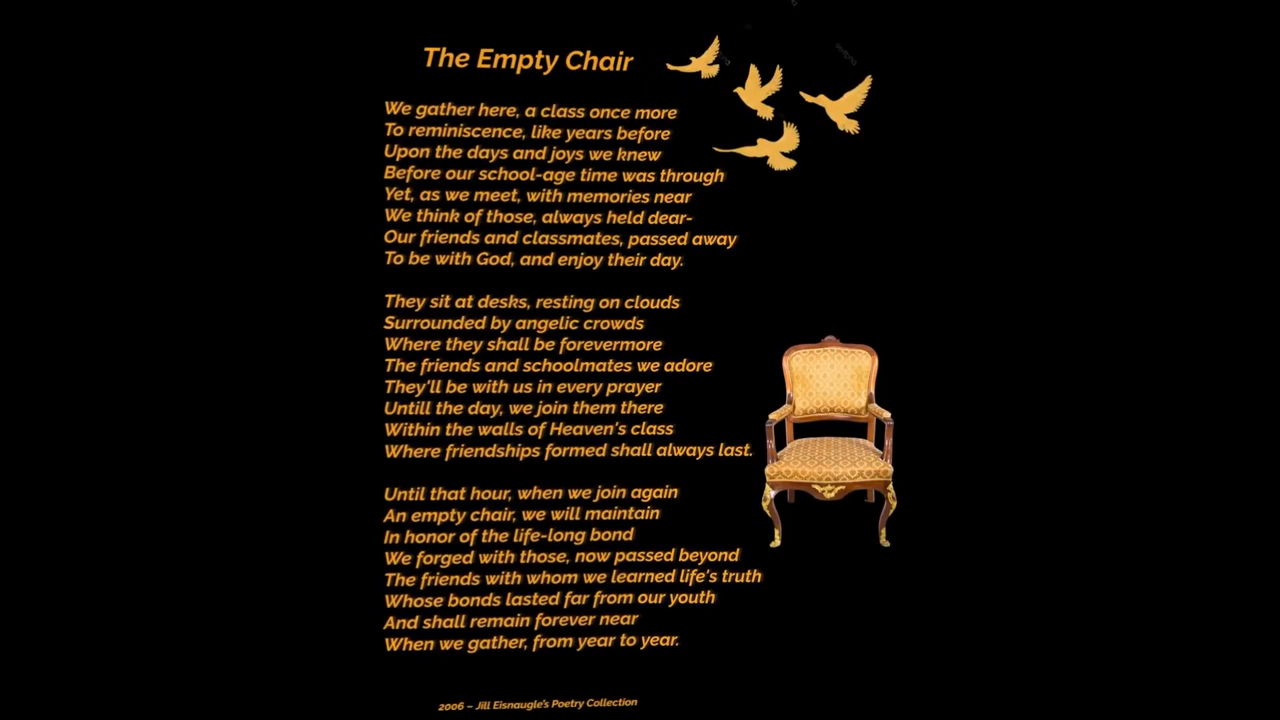 The Empty Chair
We gather here, a class once more
To reminiscence, like years before
Upon the days and joys we knew
Before our school-age time was through
Yet, as we meet, with memories near
We think of those, always held dear-
Our friends and classmates, passed away
To be with God, and enjoy their day.
They sit at desks, resting on clouds
Surrounded by angelic crowds
Where they shall be forevermore
The friends and schoolmates we adore
They'll be with us in every prayer
Untill the day, we join them there
Within the walls of Heaven's class
Where friendships formed shall always last.
Until that hour, when we join again
An empty chair, we will maintain
In honor of the life-long bond
We forged with those, now passed beyond
The friends with whom we learned life's truth
Whose bonds lasted far from our youth
And shall remain forever near
When we gather, from year to year.
2006 – Jill Eisnaugle's Poetry Collection